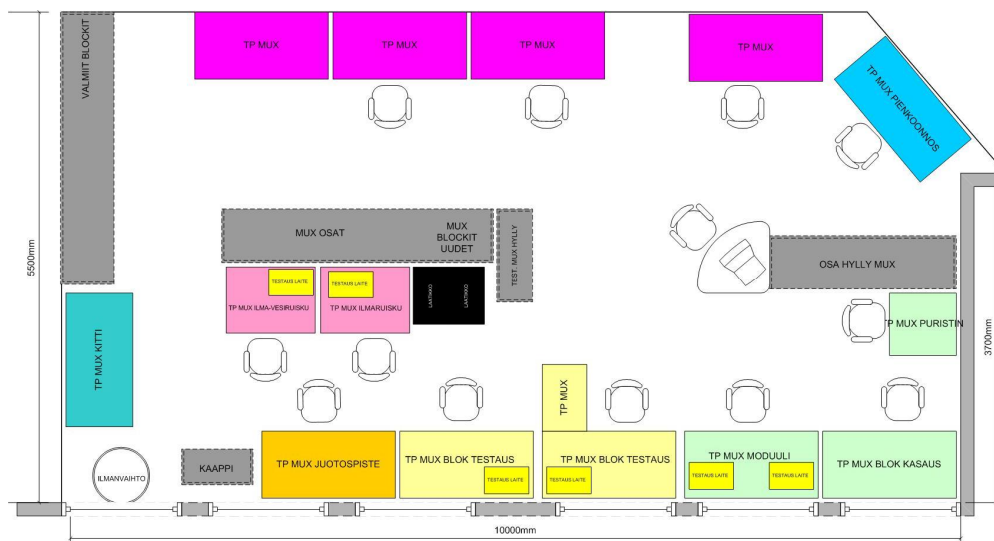 TP MUX
TP MUX
TP MUX
TP MUX
VALMIIT BLOCKIT
TP MUX PIENKOONNOS
5500mm
MUX OSAT
MUX
BLOCKIT
UUDET
TEST. MUX HYLLY
OSA HYLLY MUX
TESTAUS LAITE
TP MUX ILMA-VESIRUISKU
TESTAUS LAITE
TP MUX ILMARUISKU
LAATIKKO
LAATIKKO
TP MUX PURISTIN
3700mm
TP MUX KITTI
TP MUX
ILMANVAIHTO
KAAPPI
TP MUX JUOTOSPISTE
TP MUX BLOK TESTAUS
TESTAUS LAITE
TP MUX BLOK TESTAUS
TESTAUS LAITE
TP MUX MODUULI
TESTAUS LAITE
TESTAUS LAITE
TP MUX BLOK KASAUS
10000mm